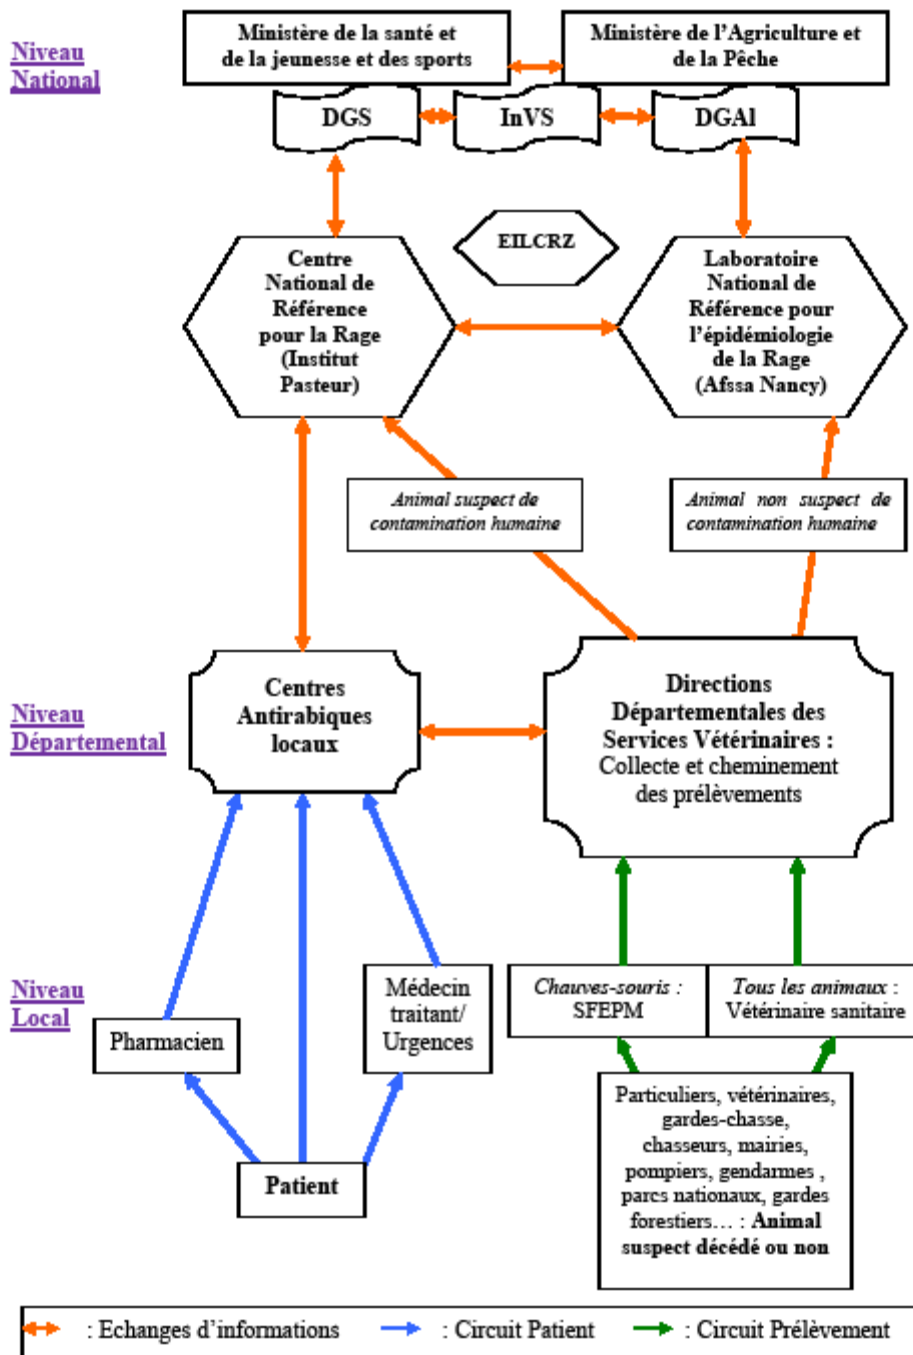 Niveau
National
Ministère de la santé et
de la jeunesse et des sports
Ministère de l'Agriculture et
de la Pêche
DGS
InVS
DGAl
EILCRZ
Centre
National de
Référence
pour la Rage
(Institut
Pasteur)
Laboratoire
National de
Référence pour
l'épidémiologie
de la Rage
(Afssa Nancy)
Animal suspect de
contamination humaine
Animal non suspect de
contamination humaine
Niveau
Départemental
Centres
Antirabiques
locaux
Directions
Départementales des
Services Vétérinaires :
Collecte et cheminement
des prélèvements
Niveau
Local
Pharmacien
Médecin
traitant/
Urgences
Chauves-souris :
SFEPM
Tous les animaux :
Vétérinaire sanitaire
Patient
Particuliers, vétérinaires,
gardes-chasse,
chasseurs, mairies,
pompiers, gendarmes ,
parcs nationaux, gardes
forestiers… : Animal
suspect décédé ou non
: Echanges d'informations : Circuit Patient : Circuit Prélèvement